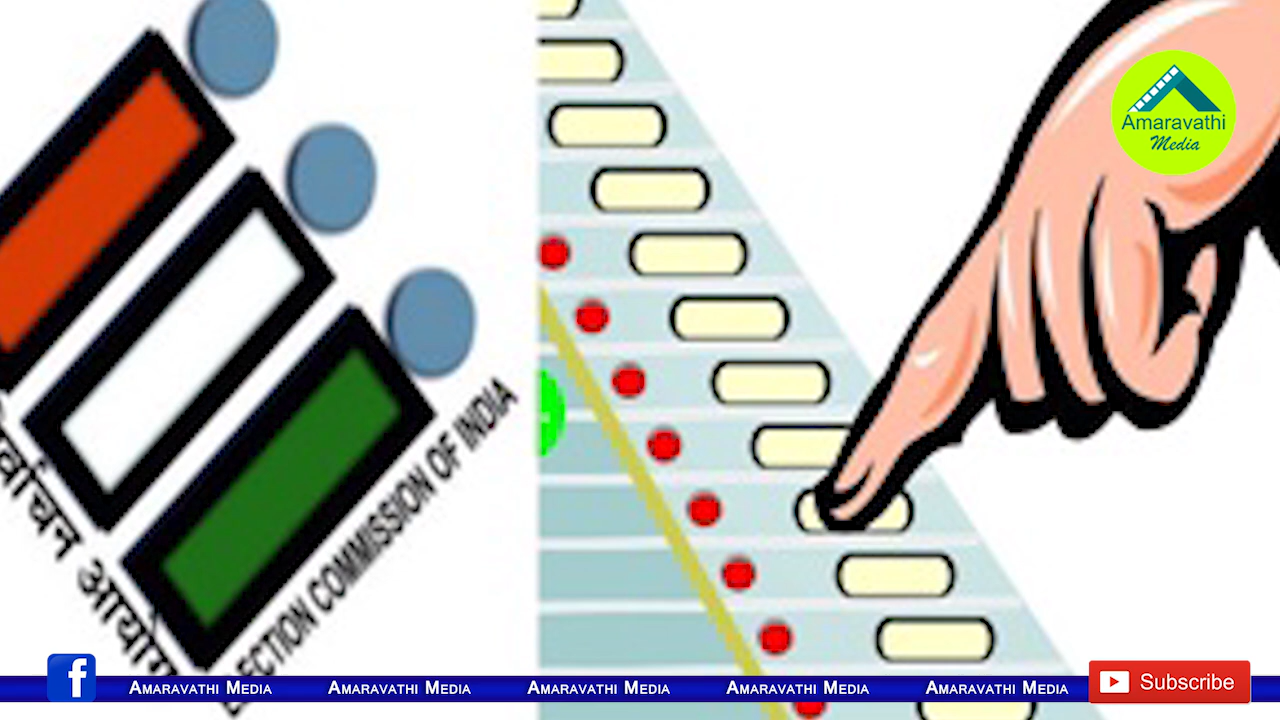 Amaravathi
Media
निर्वाचन आयोग
ELECTION COMMISSION OF INDIA
f
Amaravathi Media Amaravathi Media Amaravathi Media Amaravathi Media Amaravathi Media
Subscribe